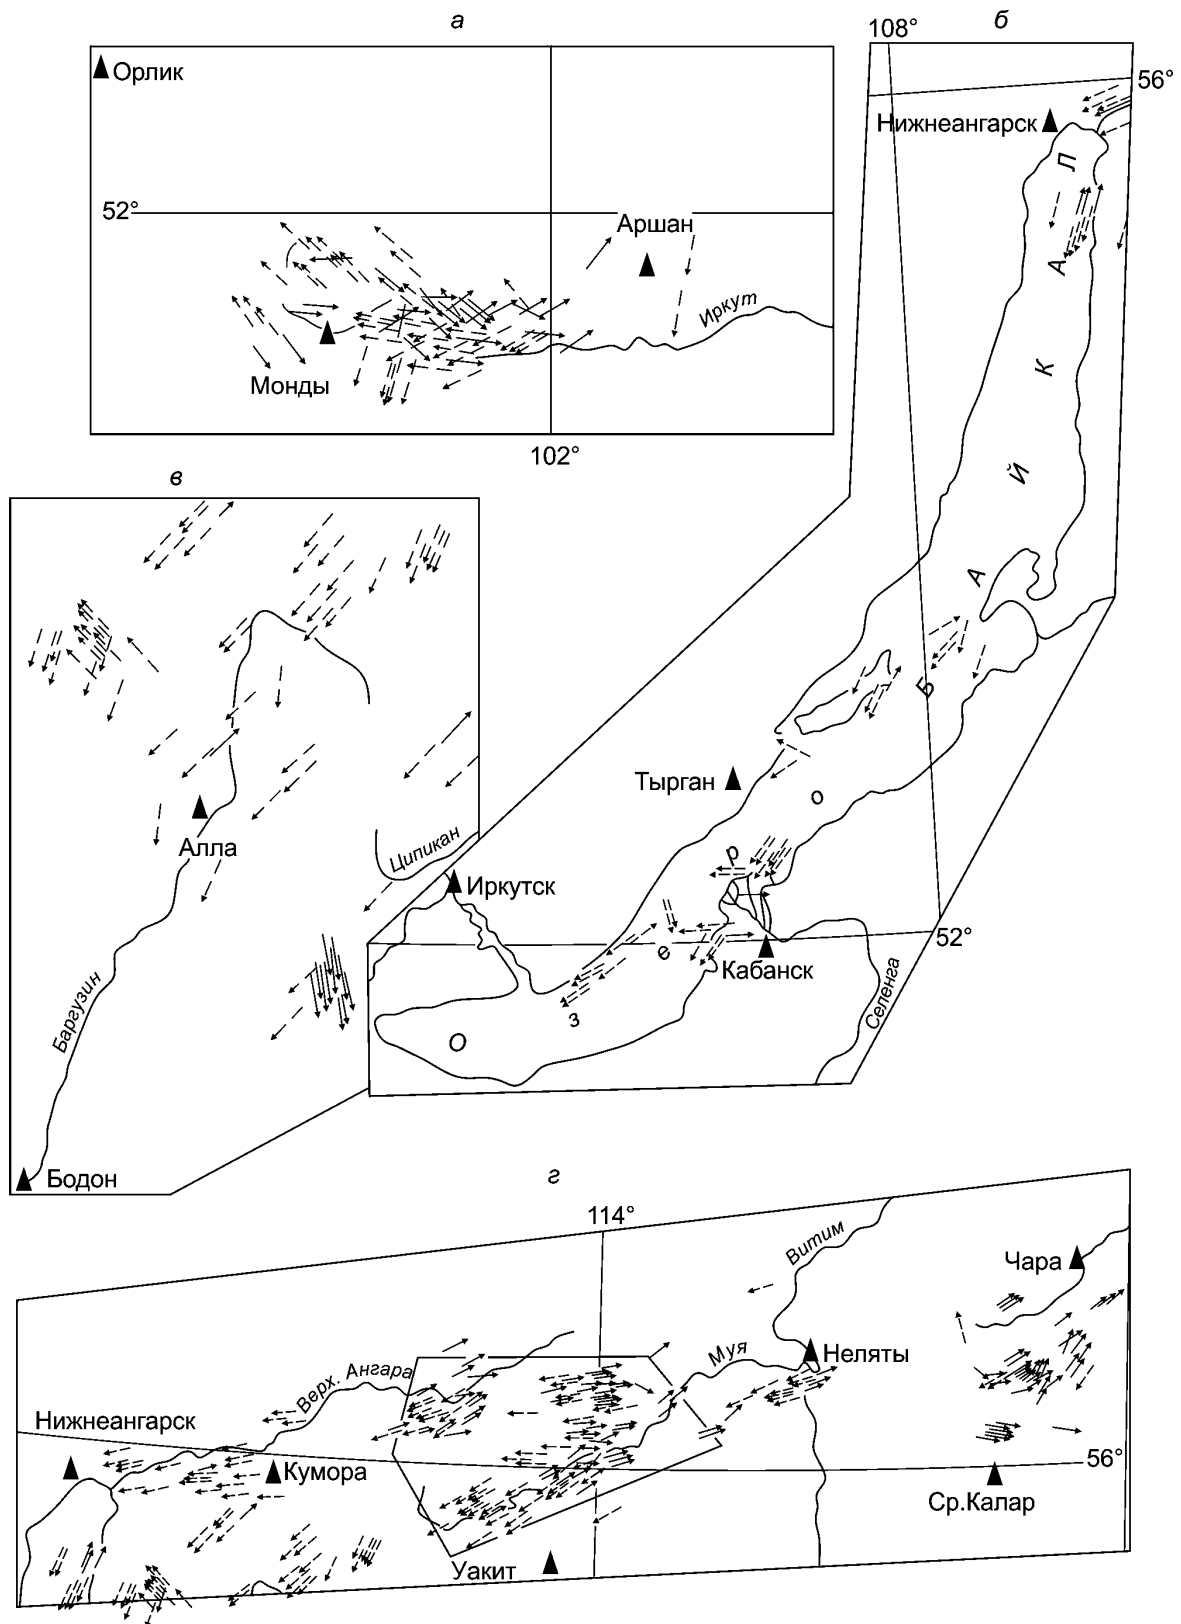 а
Орлик
52°
Аршан
Иркут
Монды
102°
б
108°
56°
Нижнеангарск
О з е р о Б А Й К А Л
Тырган
Иркутск
Кабанск
52°
Селенга
в
Алла
Ципикан
Баргузин
Бодон
г
114°
Витим
Чара
Неляты
Муя
Верх. Ангара
Нижнеангарск
Кумора
56°
Ср.Калар
Уакит